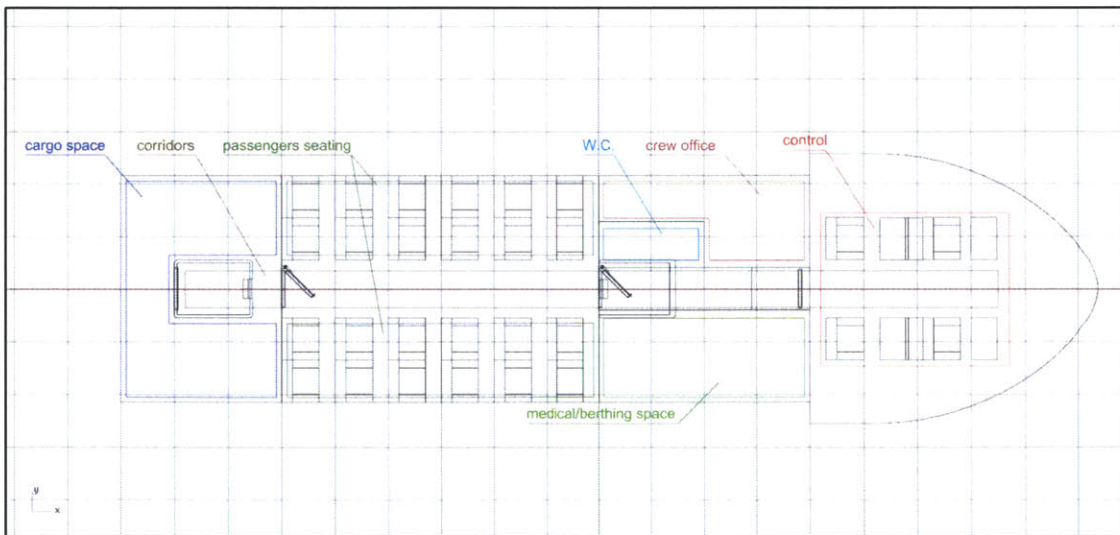 cargo space
corridors
passengers seating
W.C.
crew office
control
medical/berthing space
y
x